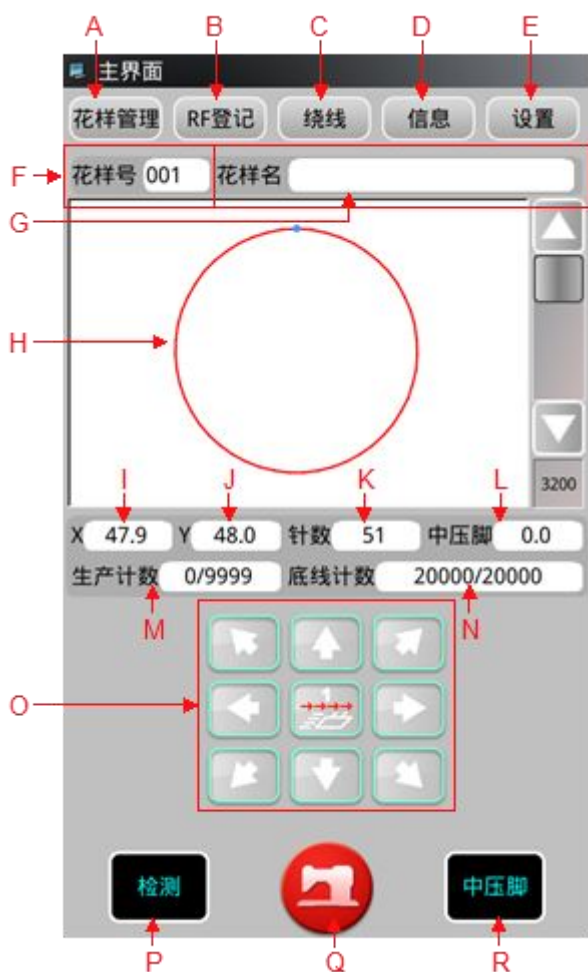 A B C D E
主界面
花样管理 RF登记 绕线 信息 设置
F 花样号 001 花样名
G
H
3200
I J K L
X 47.9 Y 48.0 针数 51 中压脚 0.0
生产计数 0/9999 底线计数 20000/20000
M N
1
O
检测 中压脚
P Q R